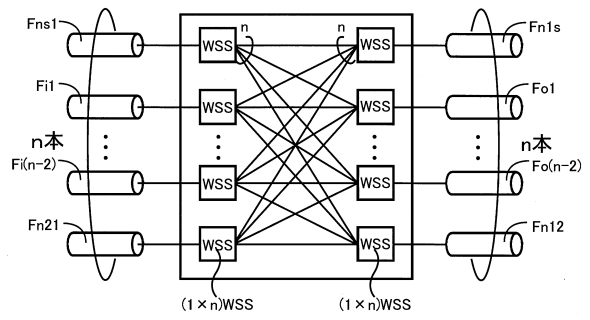 Fns1
n
n
Fn1s
WSS
WSS
Fi1
Fo1
WSS
WSS
n本
n本
Fi(n-2)
Fo(n-2)
WSS
WSS
Fn21
Fn12
WSS
WSS
(1×n)WSS
(1×n)WSS